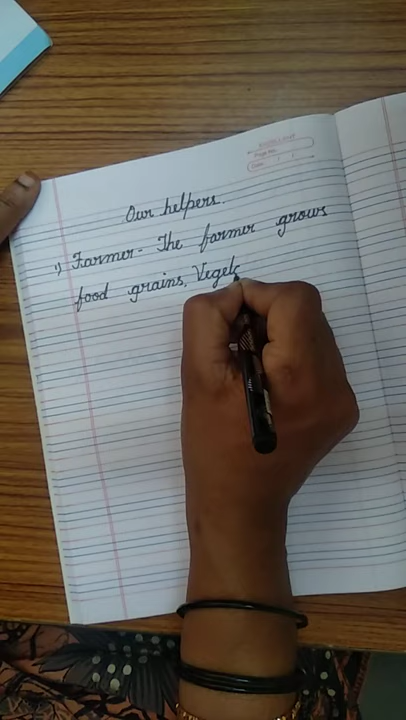 Our helpers.
1) Farmer - The farmer grows
food grains, Veget